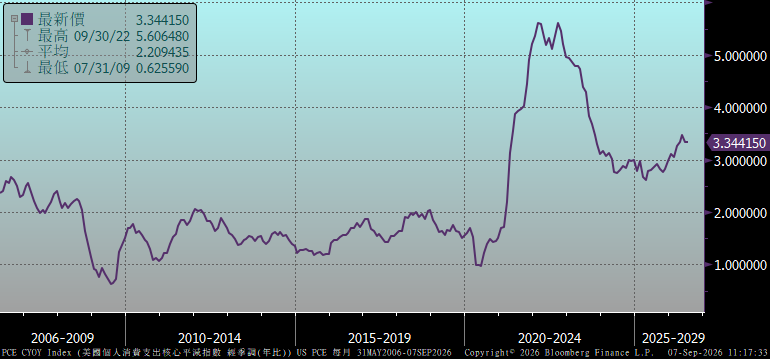 最新價 3.344150
最高 09/30/22 5.606480
平均 2.209435
最低 07/31/09 0.625590
5.000000
4.000000
3.344150
3.000000
2.000000
1.000000
2006-2009 2010-2014 2015-2019 2020-2024 2025-2029
PCE CYOY Index (美國個人消費支出核心平減指數 經季調(年比)) US PCE 每月 31MAY2006-07SEP2026 Copyright© 2026 Bloomberg Finance L.P. 07-Sep-2026 11:17:33